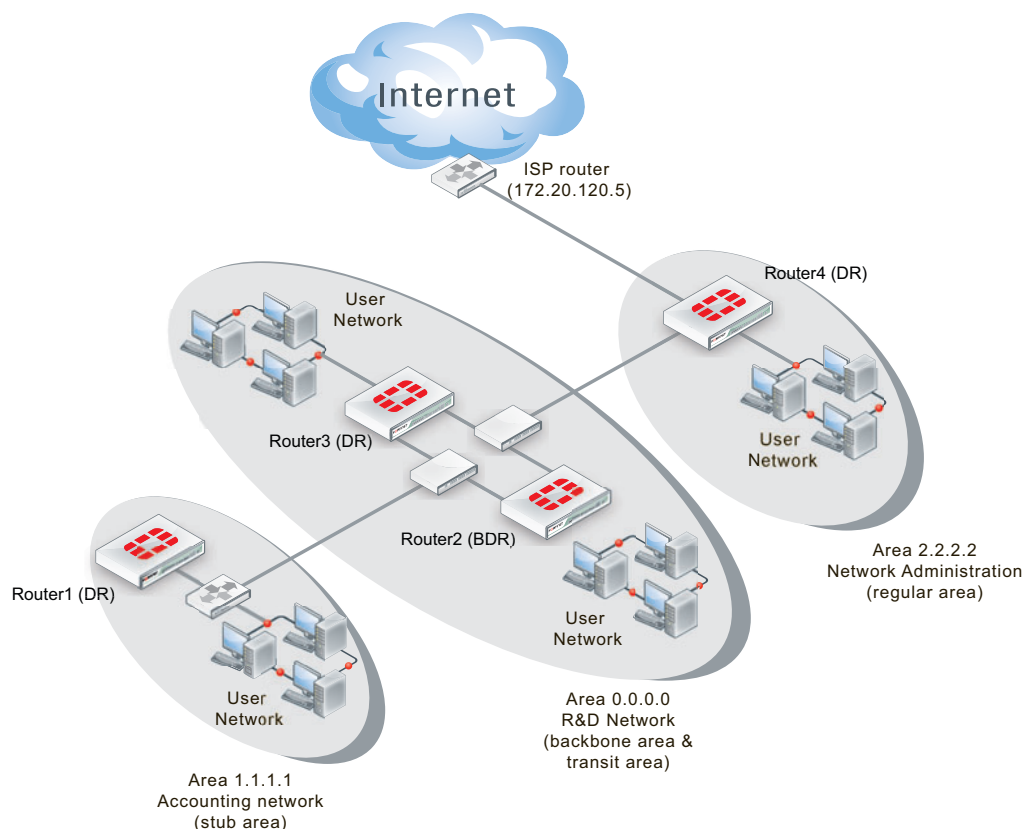 Internet
ISP router
(172.20.120.5)
Router4 (DR)
User
Network
Router3 (DR)
User
Network
Router2 (BDR)
Area 2.2.2.2
Network Administration
(regular area)
Router1 (DR)
User
Network
User
Network
Area 0.0.0.0
R&D Network
(backbone area &
transit area)
Area 1.1.1.1
Accounting network
(stub area)